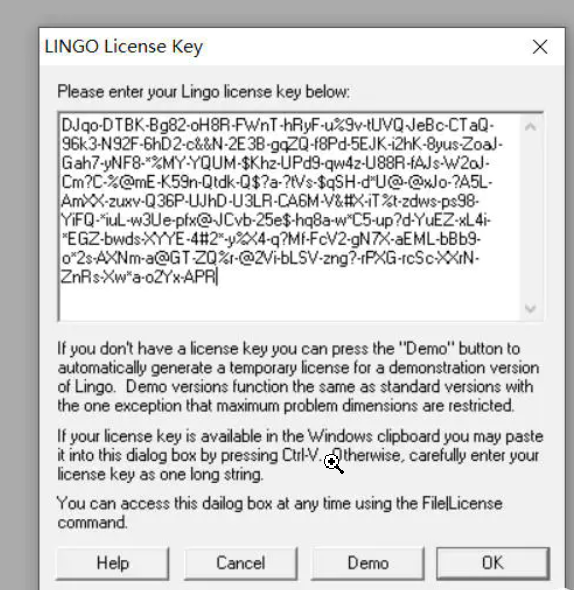 LINGO License Key
Please enter your Lingo license key below:
DJqo-DTBK-Bg82-oH8R-FWnT-hRyF-u%9v-tUVQ-JeBc-CTaQ-
96k3-N92F-6hD2-c&&N-2E3B-gqZQ-f8Pd-5EJK-i2hK-8yus-ZoaJ-
Gah7-yNF8-*%MY-YQUM-$Khz-UPd9-qw4z-U88R-fAJs-W2oJ-
Cm?C-%@mE-K59n-Qtdk-Q$?a-?tVs-$qSH-d*U@-@xJo-?A5L-
AmXX-zuxv-Q36P-UJhD-U3LR-CA6M-V&#X-iT%t-zdws-ps98-
YiFQ-*iuL-w3Ue-pfx@-JCvb-25e$-hq8a-w*C5-up?d-YuEZ-xL4i-
*EGZ-bwds-XYYE-4#2*-y%X4-q?Mf-FcV2-gN7X-aEML-bBb9-
o*2s-AXNm-a@GT-ZQ%r-@2Vi-bLSV-zng?-rPXG-rcSc-XXrN-
ZnRs-Xw*a-o2Yx-APR
If you don't have a license key you can press the "Demo" button to
automatically generate a temporary license for a demonstration version
of Lingo. Demo versions function the same as standard versions with
the one exception that maximum problem dimensions are restricted.
If your license key is available in the Windows clipboard you may paste
it into this dialog box by pressing Ctrl-V. Otherwise, carefully enter your
license key as one long string.
You can access this dailog box at any time using the File|License
command.
Help
Cancel
Demo
OK